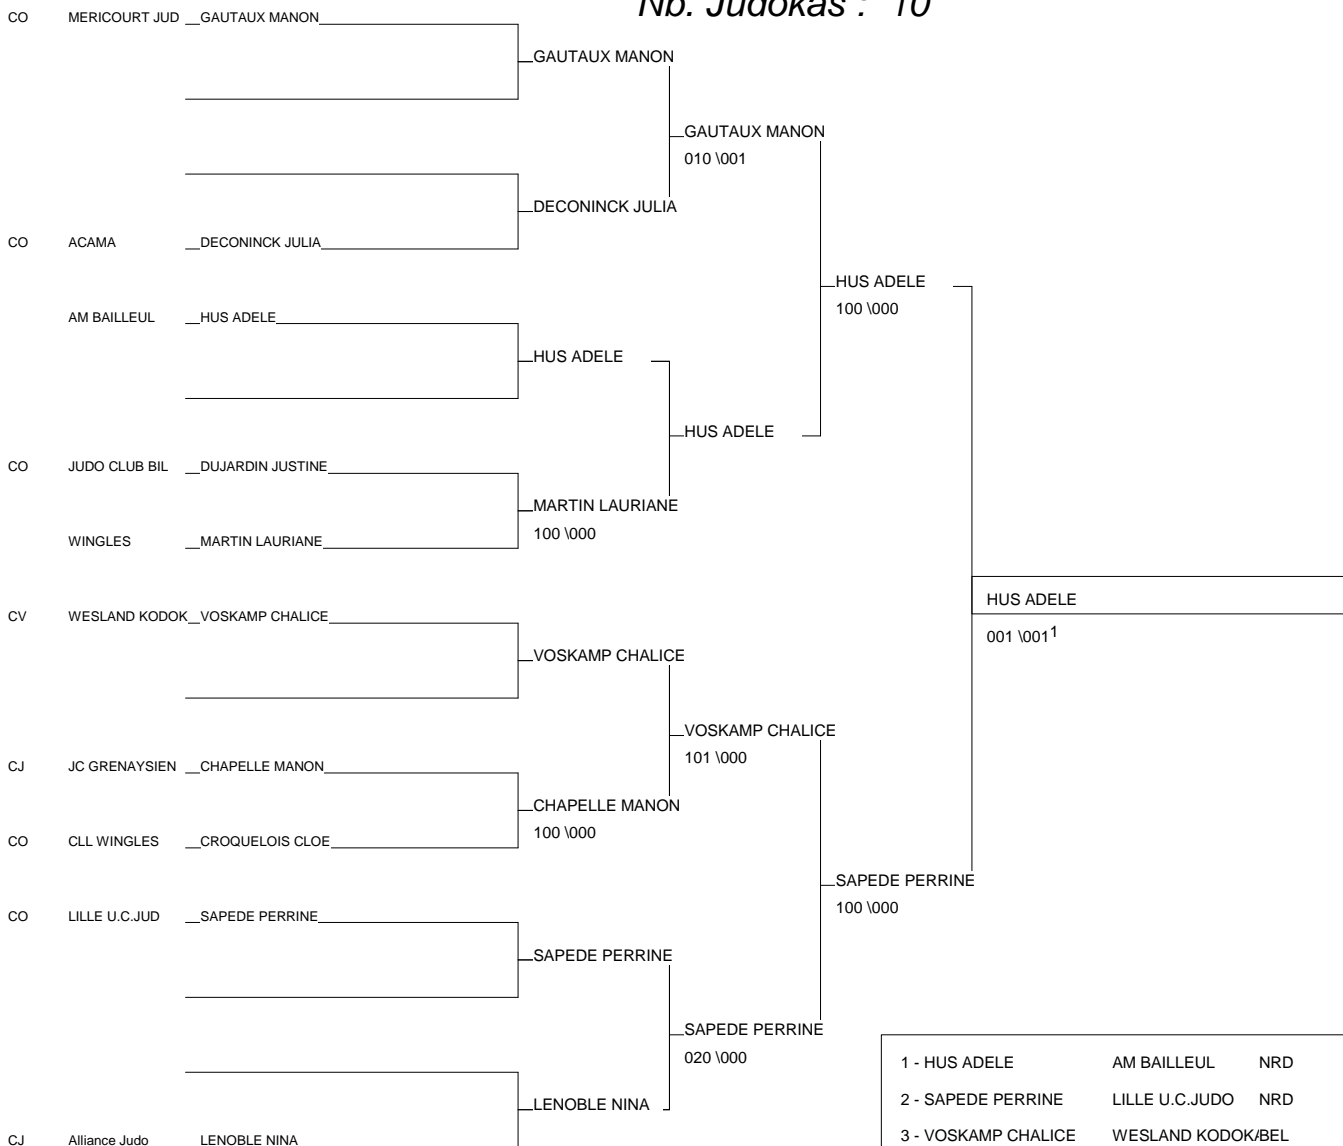 Nb. Judokas : 10
CO MERICOURT JUD GAUTAUX MANON
GAUTAUX MANON
GAUTAUX MANON
010 \001
DECONINCK JULIA
CO ACAMA DECONINCK JULIA
HUS ADELE
100 \000
AM BAILLEUL HUS ADELE
HUS ADELE
HUS ADELE
CO JUDO CLUB BIL DUJARDIN JUSTINE
MARTIN LAURIANE
100 \000
WINGLES MARTIN LAURIANE
HUS ADELE
001 \001 1
CV WESLAND KODOK VOSKAMP CHALICE
VOSKAMP CHALICE
VOSKAMP CHALICE
101 \000
CJ JC GRENAYSIEN CHAPELLE MANON
CHAPELLE MANON
100 \000
CO CLL WINGLES CROQUELOIS CLOE
SAPEDE PERRINE
100 \000
CO LILLE U.C.JUD SAPEDE PERRINE
SAPEDE PERRINE
SAPEDE PERRINE
020 \000
LENOBLE NINA
CJ Alliance Judo LENOBLE NINA
1 - HUS ADELE AM BAILLEUL NRD
2 - SAPEDE PERRINE LILLE U.C.JUDO NRD
3 - VOSKAMP CHALICE WESLAND KODOKA BEL